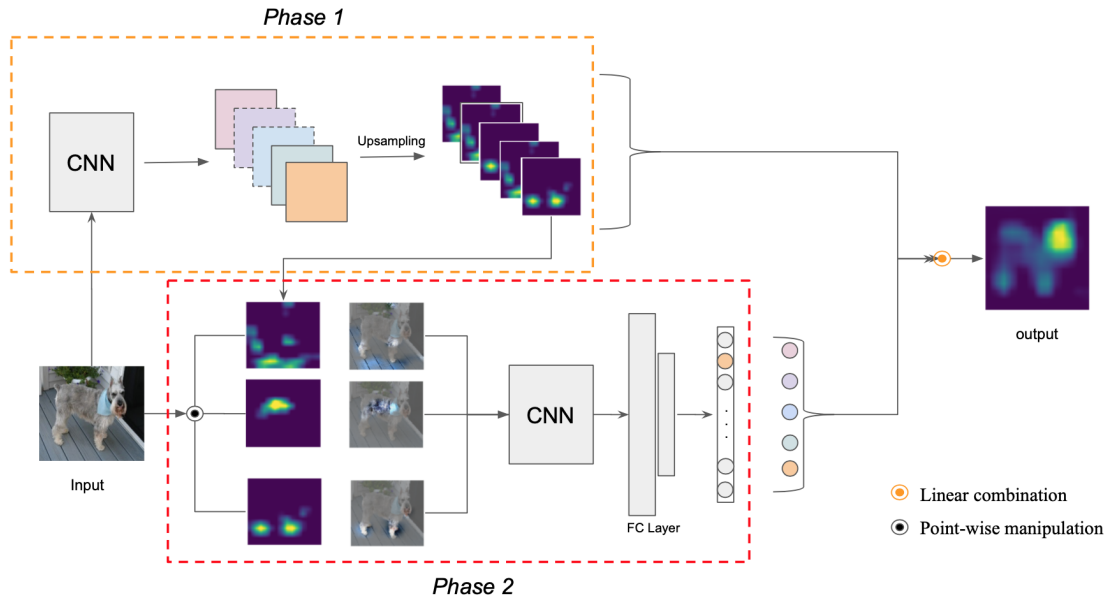 Phase 1
CNN
Upsampling
output
Input
CNN
FC Layer
Linear combination
Point-wise manipulation
Phase 2